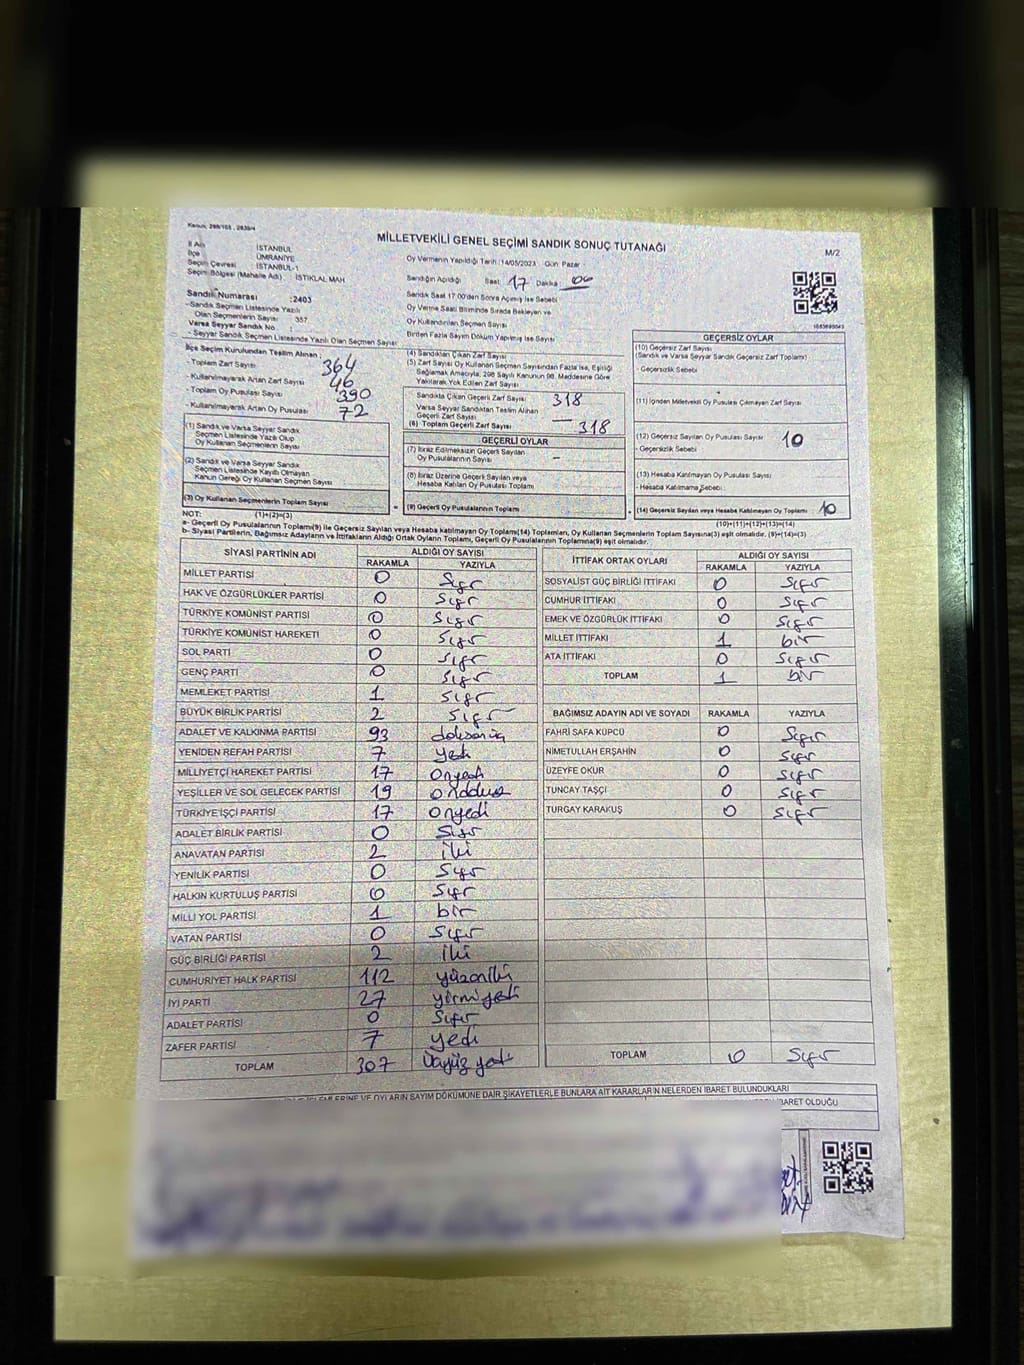 Kanun, 298/105 , 2839/4
MİLLETVEKİLİ GENEL SEÇİMİ SANDIK SONUÇ TUTANAĞI
M/2
İl Adı : İSTANBUL
İlçe : ÜMRANİYE
Seçim Çevresi : İSTANBUL-1
Seçim Bölgesi (Mahalle Adı) : İSTİKLAL MAH
Sandık Numarası :2403
-Sandık Seçmen Listesinde Yazılı
Olan Seçmenlerin Sayısı : 357
Varsa Seyyar Sandık No :
- Seyyar Sandık Seçmen Listesinde Yazılı Olan Seçmen Sayısı
İlçe Seçim Kurulundan Teslim Alınan ;
- Toplam Zarf Sayısı 364
- Kullanılmayarak Artan Zarf Sayısı 46
- Toplam Oy Pusulası Sayısı 390
- Kullanılmayarak Artan Oy Pusulası 72
(1) Sandık ve Varsa Seyyar Sandık
Seçmen Listesinde Yazılı Olup
Oy Kullanan Seçmenlerin Sayısı
(2) Sandık ve Varsa Seyyar Sandık
Seçmen Listesinde Kayıtlı Olmayan
Kanun Gereği Oy Kullanan Seçmen Sayısı
(3) Oy Kullanan Seçmenlerin Toplam Sayısı
Oy Vermenin Yapıldığı Tarih :14/05/2023 Gün: Pazar
Sandığın Açıldığı Saat: 17 Dakika: 00
Sandık Saat 17:00'den Sonra Açılmış İse Sebebi
Oy Verme Saati Bitiminde Sırada Bekleyen ve
Oy Kullandırılan Seçmen Sayısı
Birden Fazla Sayım Döküm Yapılmış İse Sayısı
(4) Sandıktan Çıkan Zarf Sayısı
(5) Zarf Sayısı Oy Kullanan Seçmen Sayısından Fazla ise, Eşitliği
Sağlamak Amacıyla, 298 Sayılı Kanunun 98. Maddesine Göre
Yakılarak Yok Edilen Zarf Sayısı
Sandıkta Çıkan Geçerli Zarf Sayısı 318
Varsa Seyyar Sandıktan Teslim Alınan
Geçerli Zarf Sayısı —
(6) Toplam Geçerli Zarf Sayısı 318
GEÇERLİ OYLAR
(7) İtiraz Edilmeksizin Geçerli Sayılan
Oy Pusulalarının Sayısı -
(8) İtiraz Üzerine Geçerli Sayılan veya
Hesaba Katılan Oy Pusulası Toplamı
(9) Geçerli Oy Pusulalarının Toplamı
GEÇERSİZ OYLAR
(10) Geçersiz Zarf Sayısı
(Sandık ve Varsa Seyyar Sandık Geçersiz Zarf Toplamı)
- Geçersizlik Sebebi
(11) İçinden Milletvekili Oy Pusulası Çıkmayan Zarf Sayısı
(12) Geçersiz Sayılan Oy Pusulası Sayısı 10
- Geçersizlik Sebebi
(13) Hesaba Katılmayan Oy Pusulası Sayısı
- Hesaba Katılmama Sebebi
(14) Geçersiz Sayılan veya Hesaba Katılmayan Oy Toplamı 10
NOT: (1)+(2)=(3) (10)+(11)+(12)+(13)=(14)
a- Geçerli Oy Pusulalarının Toplamı(9) ile Geçersiz Sayılan veya Hesaba Katılmayan Oy Toplamı(14) Toplamları, Oy Kullanan Seçmenlerin Toplam Sayısına(3) eşit olmalıdır. (9)+(14)=(3)
b- Siyasi Partilerin, Bağımsız Adayların ve İttifakların Aldığı Ortak Oyların Toplamı, Geçerli Oy Pusulalarının Toplamına(9) eşit olmalıdır.
SİYASİ PARTİNİN ADI ALDIĞI OY SAYISI
RAKAMLA YAZIYLA
MİLLET PARTİSİ 0 Sıfır
HAK VE ÖZGÜRLÜKLER PARTİSİ 0 Sıfır
TÜRKİYE KOMÜNİST PARTİSİ 0 Sıfır
TÜRKİYE KOMÜNİST HAREKETİ 0 Sıfır
SOL PARTİ 0 Sıfır
GENÇ PARTİ 0 Sıfır
MEMLEKET PARTİSİ 1 Sıfır
BÜYÜK BİRLİK PARTİSİ 2 Sıfır
ADALET VE KALKINMA PARTİSİ 93 doksanüç
YENİDEN REFAH PARTİSİ 7 yedi
MİLLİYETÇİ HAREKET PARTİSİ 17 Onyedi
YEŞİLLER VE SOL GELECEK PARTİSİ 19 ondokuz
TÜRKİYE İŞÇİ PARTİSİ 17 onyedi
ADALET BİRLİK PARTİSİ 0 Sıfır
ANAVATAN PARTİSİ 2 iki
YENİLİK PARTİSİ 0 Sıfır
HALKIN KURTULUŞ PARTİSİ 0 Sıfır
MİLLİ YOL PARTİSİ 1 bir
VATAN PARTİSİ 0 Sıfır
GÜÇ BİRLİĞİ PARTİSİ 2 iki
CUMHURİYET HALK PARTİSİ 112 yüzoniki
İYİ PARTİ 27 yirmi yedi
ADALET PARTİSİ 0 Sıfır
ZAFER PARTİSİ 7 yedi
TOPLAM 307 Üçyüz yedi
İTTİFAK ORTAK OYLARI ALDIĞI OY SAYISI
RAKAMLA YAZIYLA
SOSYALİST GÜÇ BİRLİĞİ İTTİFAKI 0 Sıfır
CUMHUR İTTİFAKI 0 Sıfır
EMEK VE ÖZGÜRLÜK İTTİFAKI 0 Sıfır
MİLLET İTTİFAKI 1 bir
ATA İTTİFAKI 0 Sıfır
TOPLAM 1 bir
BAĞIMSIZ ADAYIN ADI VE SOYADI RAKAMLA YAZIYLA
FAHRİ SAFA KÜPCÜ 0 Sıfır
NİMETULLAH ERŞAHİN 0 Sıfır
ÜZEYFE OKUR 0 Sıfır
TUNCAY TAŞÇI 0 Sıfır
TURGAY KARAKUŞ 0 Sıfır
TOPLAM 0 Sıfır
VE OYLARIN SAYIM DÖKÜMÜNE DAİR ŞİKAYETLERLE BUNLARA AİT KARARLARIN NELERDEN İBARET BULUNDUKLARI
İBARET OLDUĞU